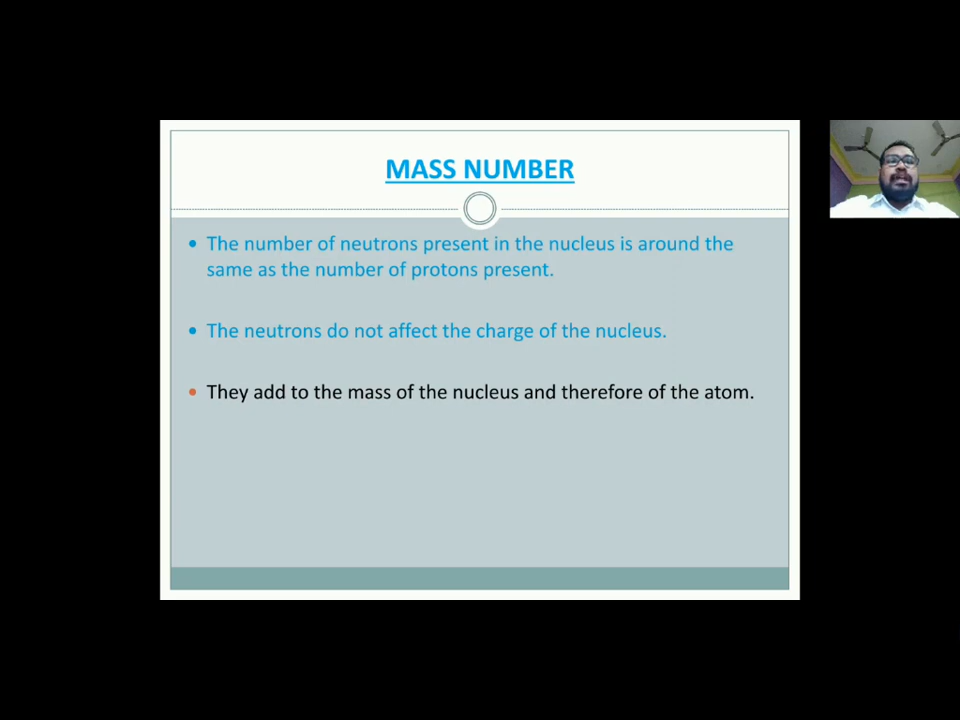 MASS NUMBER
• The number of neutrons present in the nucleus is around the
same as the number of protons present.
• The neutrons do not affect the charge of the nucleus.
• They add to the mass of the nucleus and therefore of the atom.